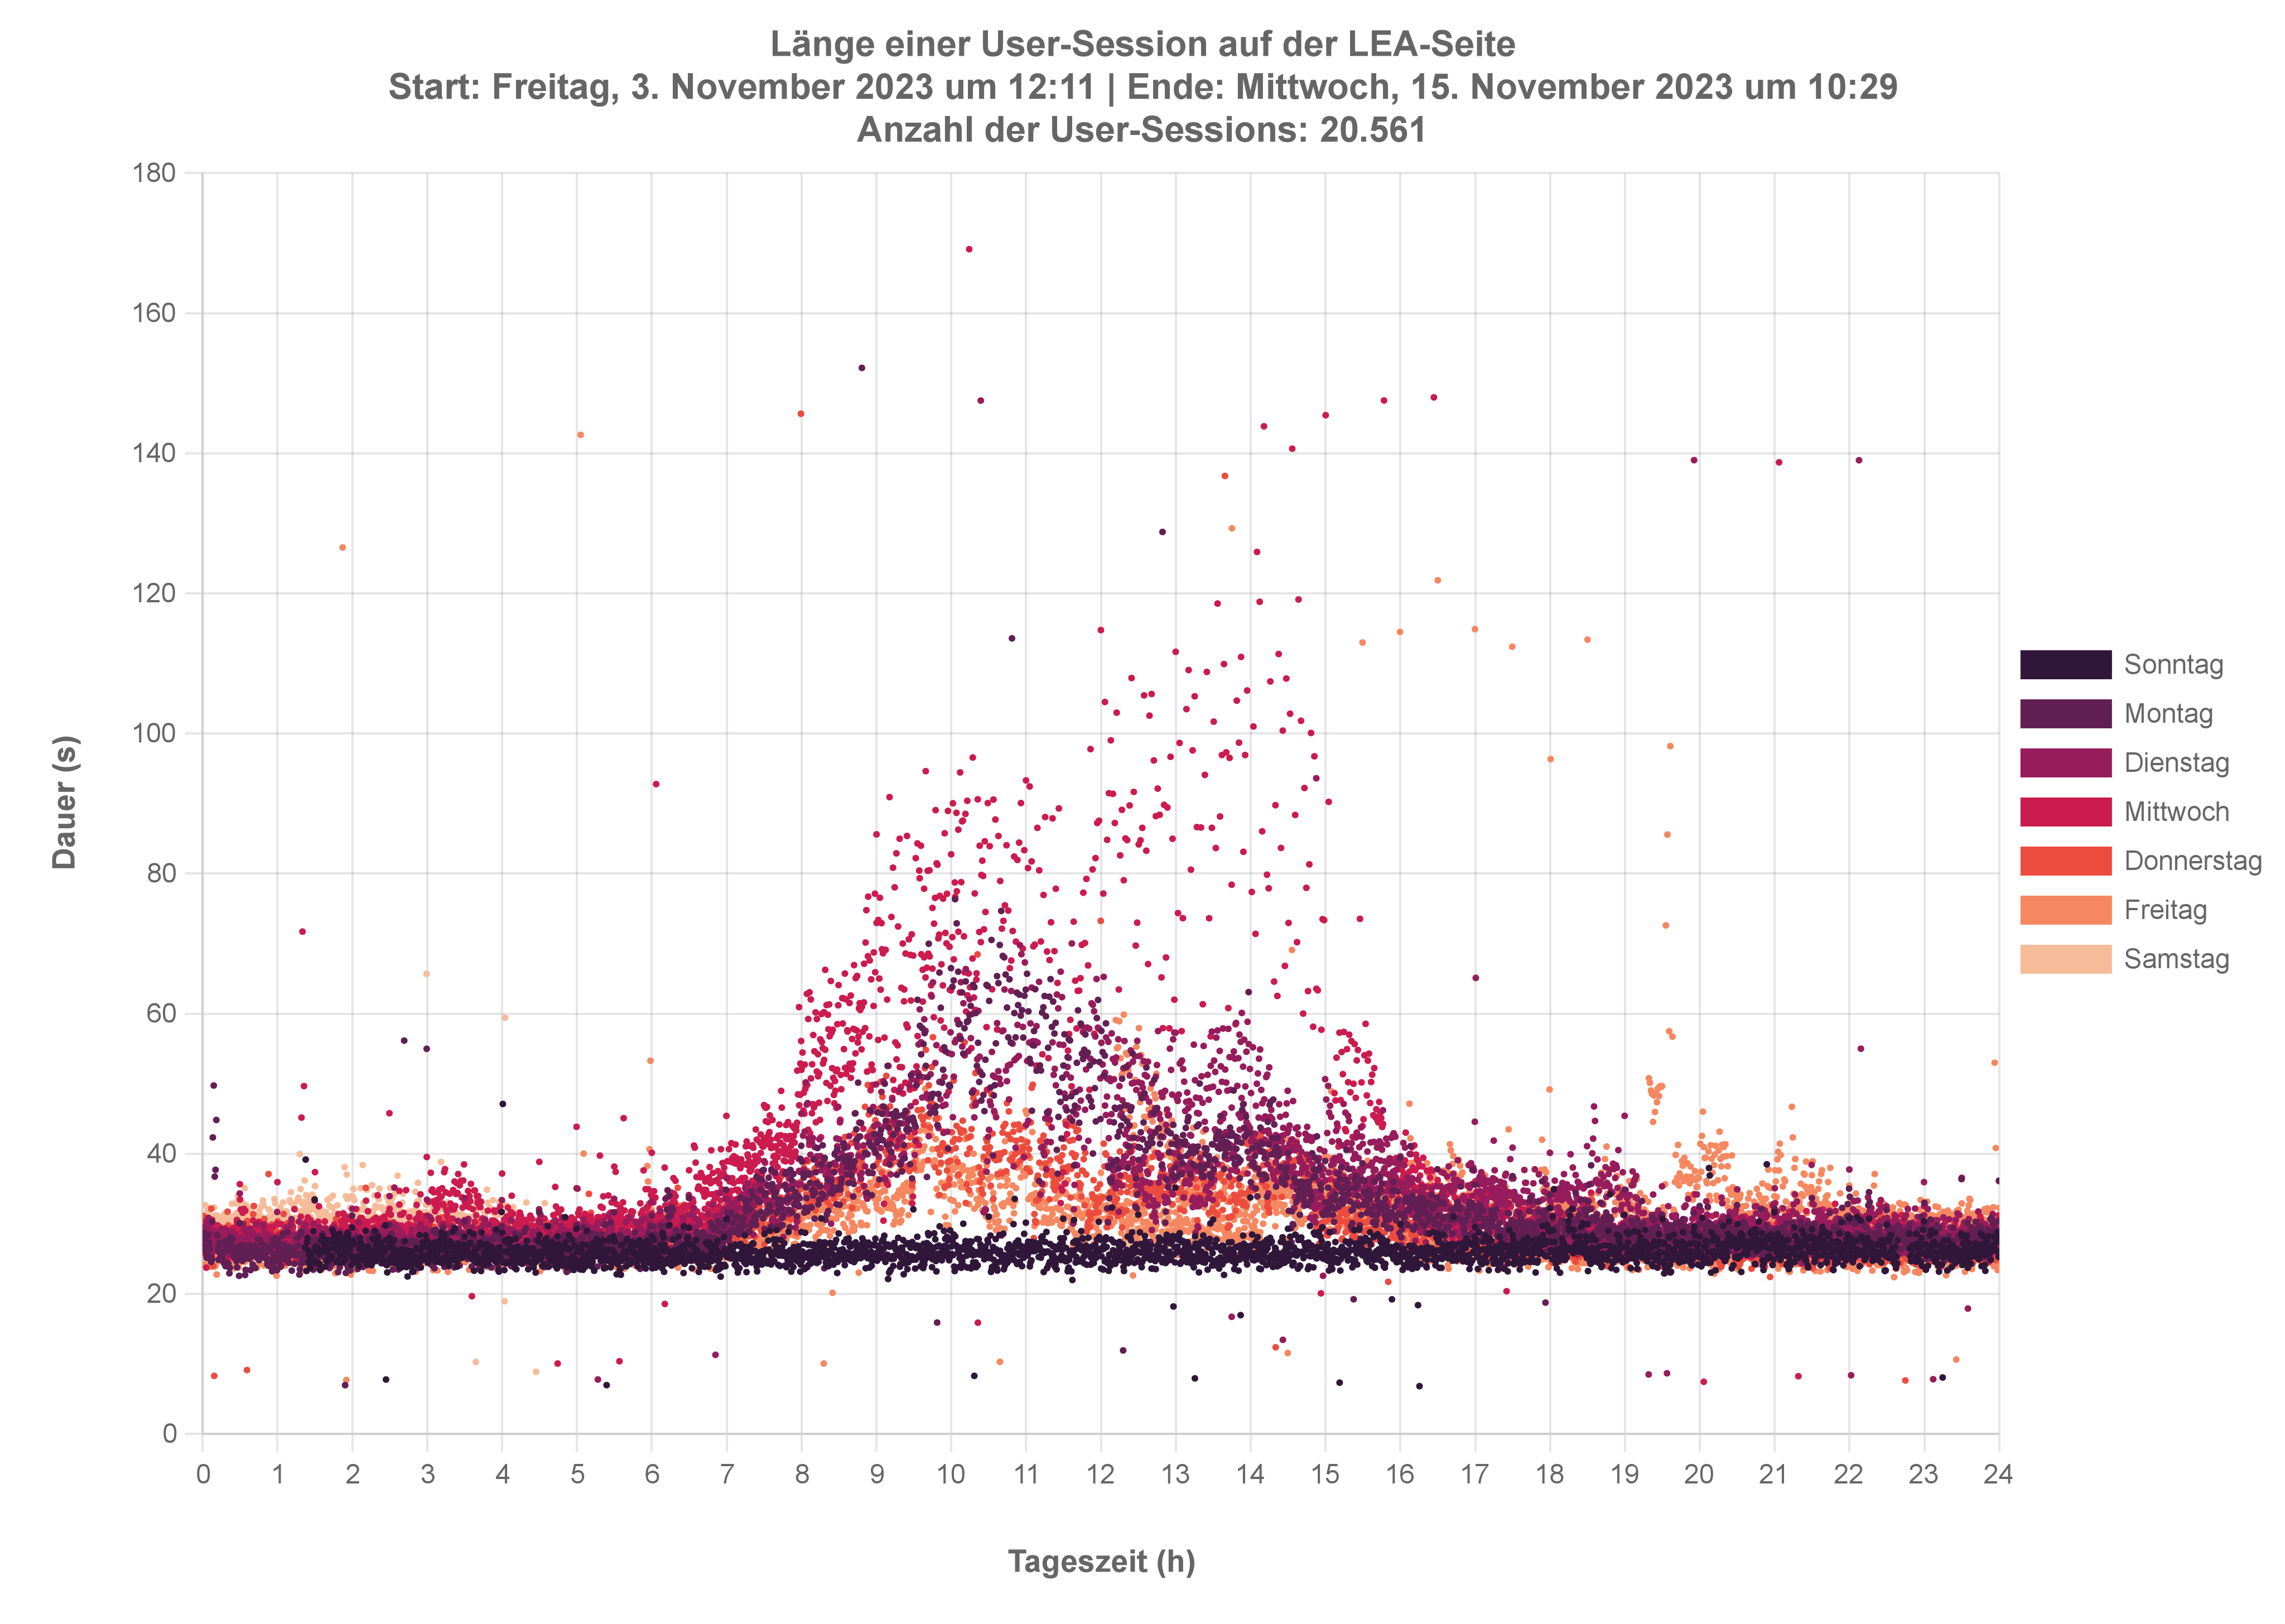 Länge einer User-Session auf der LEA-Seite
Start: Freitag, 3. November 2023 um 12:11 | Ende: Mittwoch, 15. November 2023 um 10:29
Anzahl der User-Sessions: 20.561
180
160
140
120
100
80
60
40
20
0
Dauer (s)
0 1 2 3 4 5 6 7 8 9 10 11 12 13 14 15 16 17 18 19 20 21 22 23 24
Tageszeit (h)
Sonntag
Montag
Dienstag
Mittwoch
Donnerstag
Freitag
Samstag